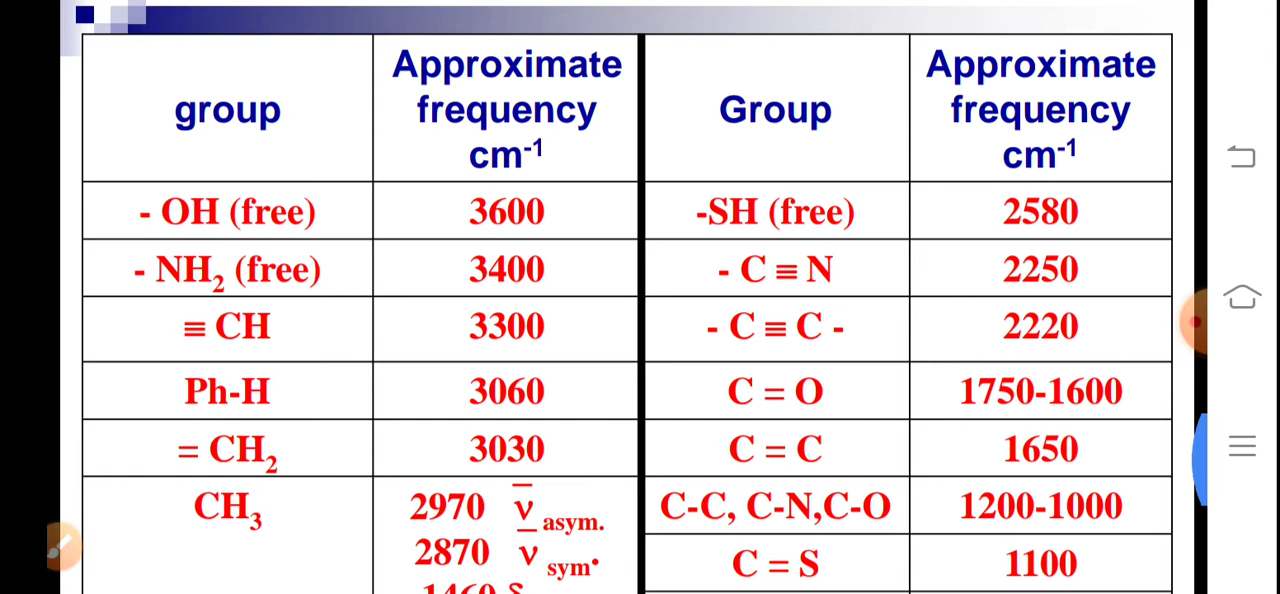 group | Approximate frequency cm-1 | Group | Approximate frequency cm-1
- OH (free) | 3600 | -SH (free) | 2580
- NH2 (free) | 3400 | - C ≡ N | 2250
≡ CH | 3300 | - C ≡ C - | 2220
Ph-H | 3060 | C = O | 1750-1600
= CH2 | 3030 | C = C | 1650
CH3 | 2970 ν̅ asym. | C-C, C-N,C-O | 1200-1000
2870 ν̅ sym. | C = S | 1100